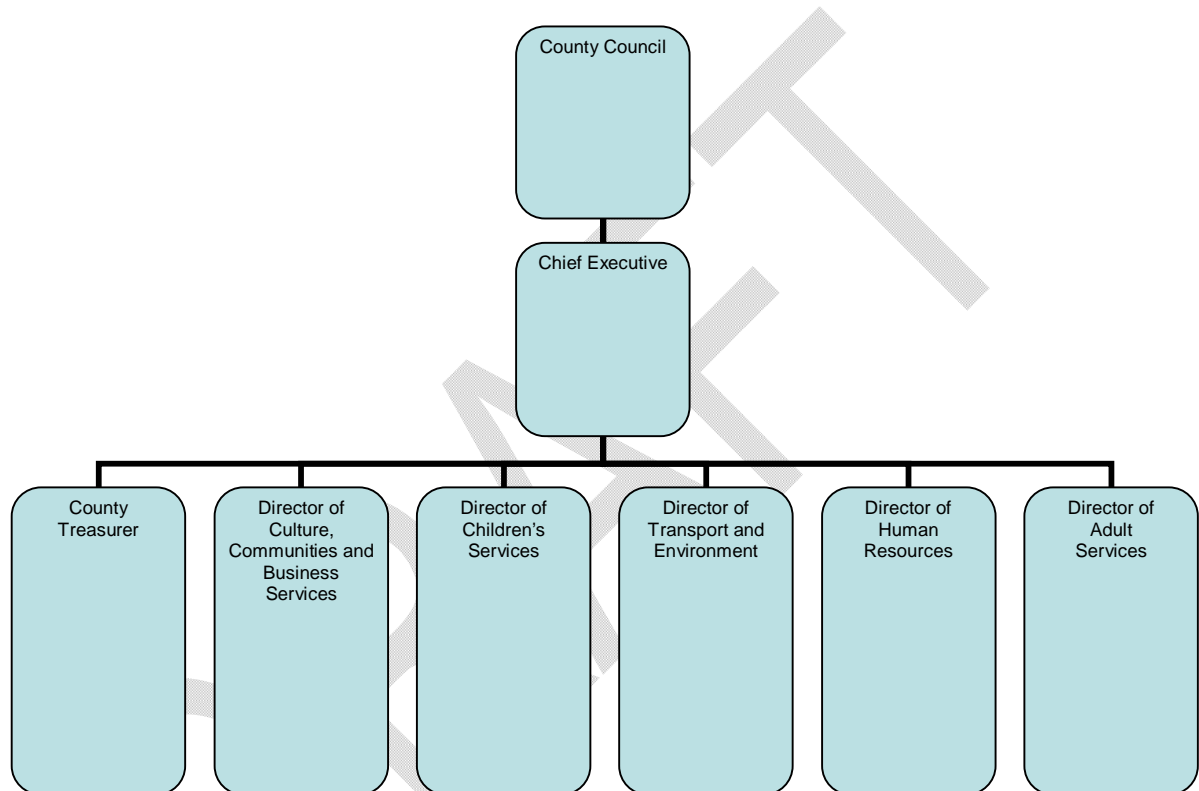 County Council
Chief Executive
County
Treasurer
Director of
Culture,
Communities and
Business
Services
Director of
Children's
Services
Director of
Transport and
Environment
Director of
Human
Resources
Director of
Adult
Services
DRAFT